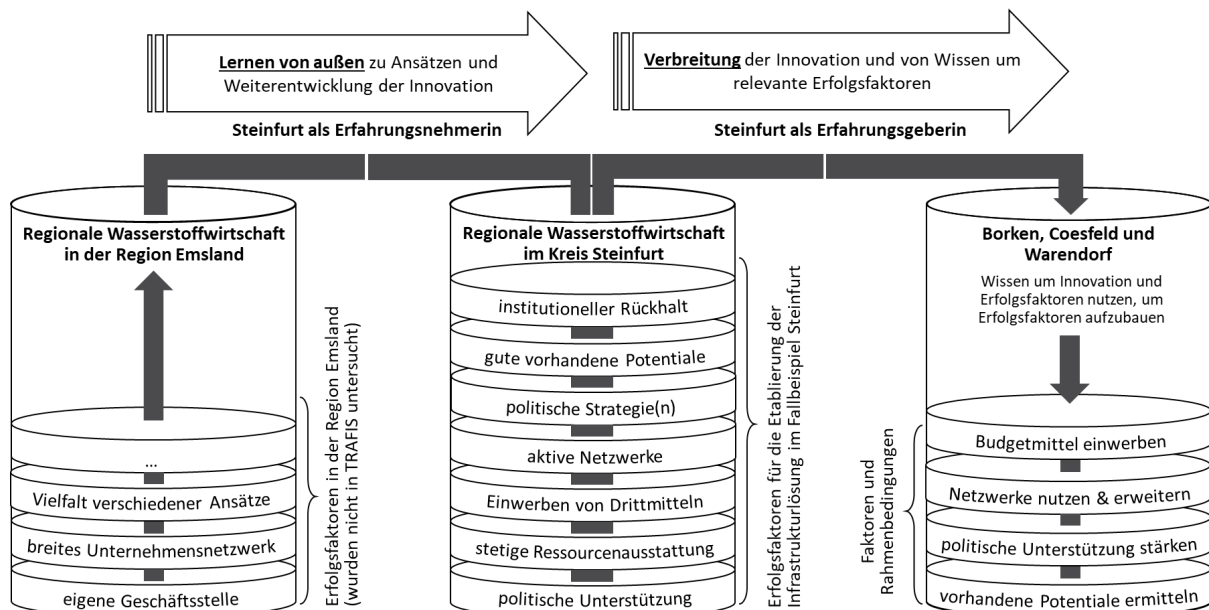 Lernen von außen zu Ansätzen und
Weiterentwicklung der Innovation
Steinfurt als Erfahrungsnehmerin
Verbreitung der Innovation und von Wissen um
relevante Erfolgsfaktoren
Steinfurt als Erfahrungsgeberin
Regionale Wasserstoffwirtschaft
in der Region Emsland
...
Vielfalt verschiedener Ansätze
breites Unternehmensnetzwerk
eigene Geschäftsstelle
Erfolgsfaktoren in der Region Emsland
(wurden nicht in TRAFIS untersucht)
Regionale Wasserstoffwirtschaft
im Kreis Steinfurt
institutioneller Rückhalt
gute vorhandene Potentiale
politische Strategie(n)
aktive Netzwerke
Einwerben von Drittmitteln
stetige Ressourcenausstattung
politische Unterstützung
Erfolgsfaktoren für die Etablierung der
Infrastrukturlösung im Fallbeispiel Steinfurt
Borken, Coesfeld und
Warendorf
Wissen um Innovation und
Erfolgsfaktoren nutzen, um
Erfolgsfaktoren aufzubauen
Faktoren und
Rahmenbedingungen
Budgetmittel einwerben
Netzwerke nutzen & erweitern
politische Unterstützung stärken
vorhandene Potentiale ermitteln